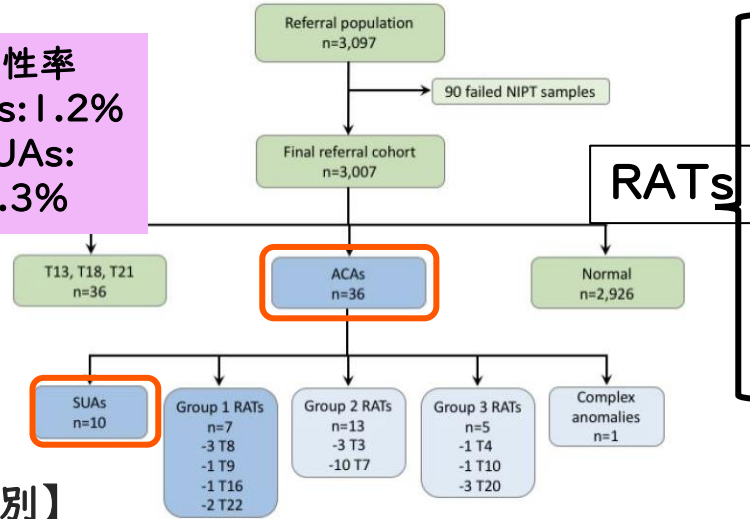 性率
s:1.2%
UAs:
.3%
Referral population
n=3,097
90 failed NIPT samples
Final referral cohort
n=3,007
RATs
T13, T18, T21
n=36
ACAs
n=36
Normal
n=2,926
SUAs
n=10
Group 1 RATs
n=7
-3 T8
-1 T9
-1 T16
-2 T22
Group 2 RATs
n=13
-3 T3
-10 T7
Group 3 RATs
n=5
-1 T4
-1 T10
-3 T20
Complex
anomalies
n=1
別】